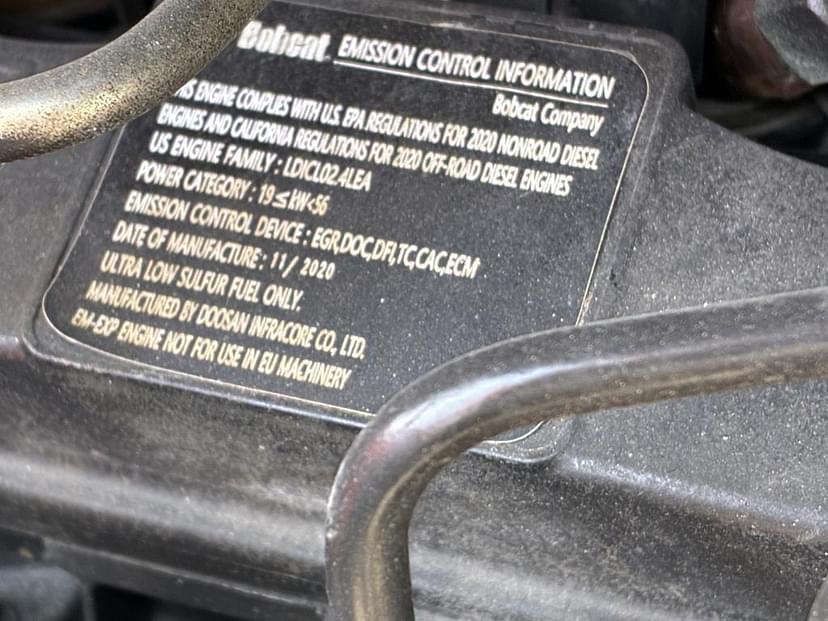 Bobcat. EMISSION CONTROL INFORMATION
Bobcat Company
THIS ENGINE COMPLIES WITH U.S. EPA REGULATIONS FOR 2020 NONROAD DIESEL
ENGINES AND CALIFORNIA REGULATIONS FOR 2020 OFF-ROAD DIESEL ENGINES
US ENGINE FAMILY : LDICL02.4LEA
POWER CATEGORY : 19≤kW<56
EMISSION CONTROL DEVICE : EGR,DOC,DFI,TC,CAC,ECM
DATE OF MANUFACTURE : 11 / 2020
ULTRA LOW SULFUR FUEL ONLY.
MANUFACTURED BY DOOSAN INFRACORE CO., LTD.
EM-EXP ENGINE NOT FOR USE IN EU MACHINERY